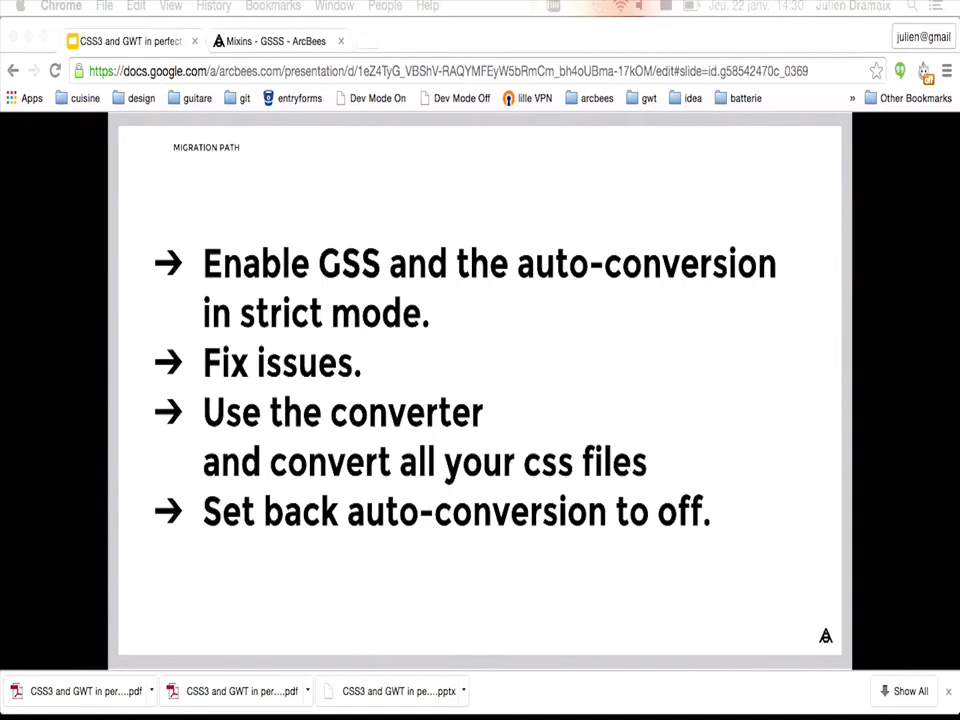 Chrome File Edit View History Bookmarks Window People Help Jeu. 22 janv. 14:30 Julien Dramaix
CSS3 and GWT in perfect × Mixins - GSSS - ArcBees ×
julien@gmail
https://docs.google.com/a/arcbees.com/presentation/d/1eZ4TyG_VBShV-RAQYMFEyW5bRmCm_bh4oUBma-17kOM/edit#slide=id.g58542470c_0369
off
Apps cuisine design guitare git entryforms Dev Mode On Dev Mode Off lille VPN arcbees gwt idea batterie » Other Bookmarks
MIGRATION PATH
➔ Enable GSS and the auto-conversion
in strict mode.
➔ Fix issues.
➔ Use the converter
and convert all your css files
➔ Set back auto-conversion to off.
CSS3 and GWT in per....pdf CSS3 and GWT in per....pdf CSS3 and GWT in pe....pptx Show All ×